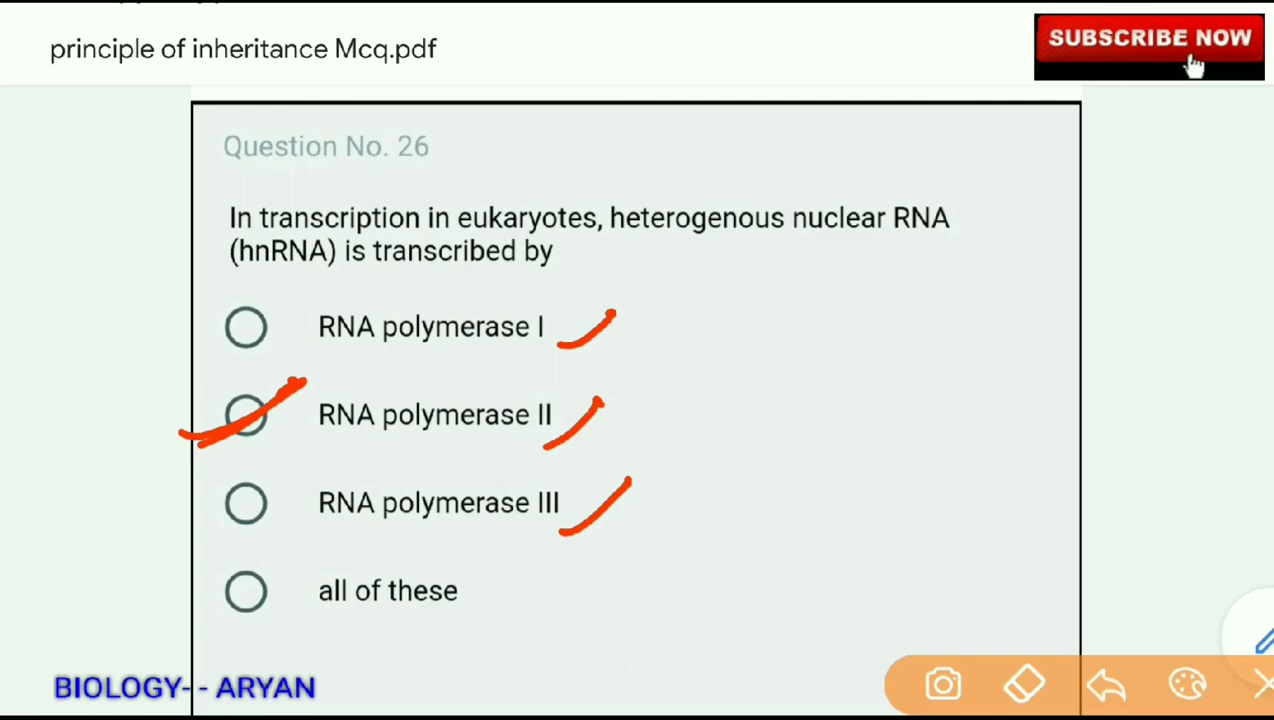 principle of inheritance Mcq.pdf
SUBSCRIBE NOW
Question No. 26
In transcription in eukaryotes, heterogenous nuclear RNA
(hnRNA) is transcribed by
RNA polymerase I
RNA polymerase II
RNA polymerase III
all of these
BIOLOGY- - ARYAN